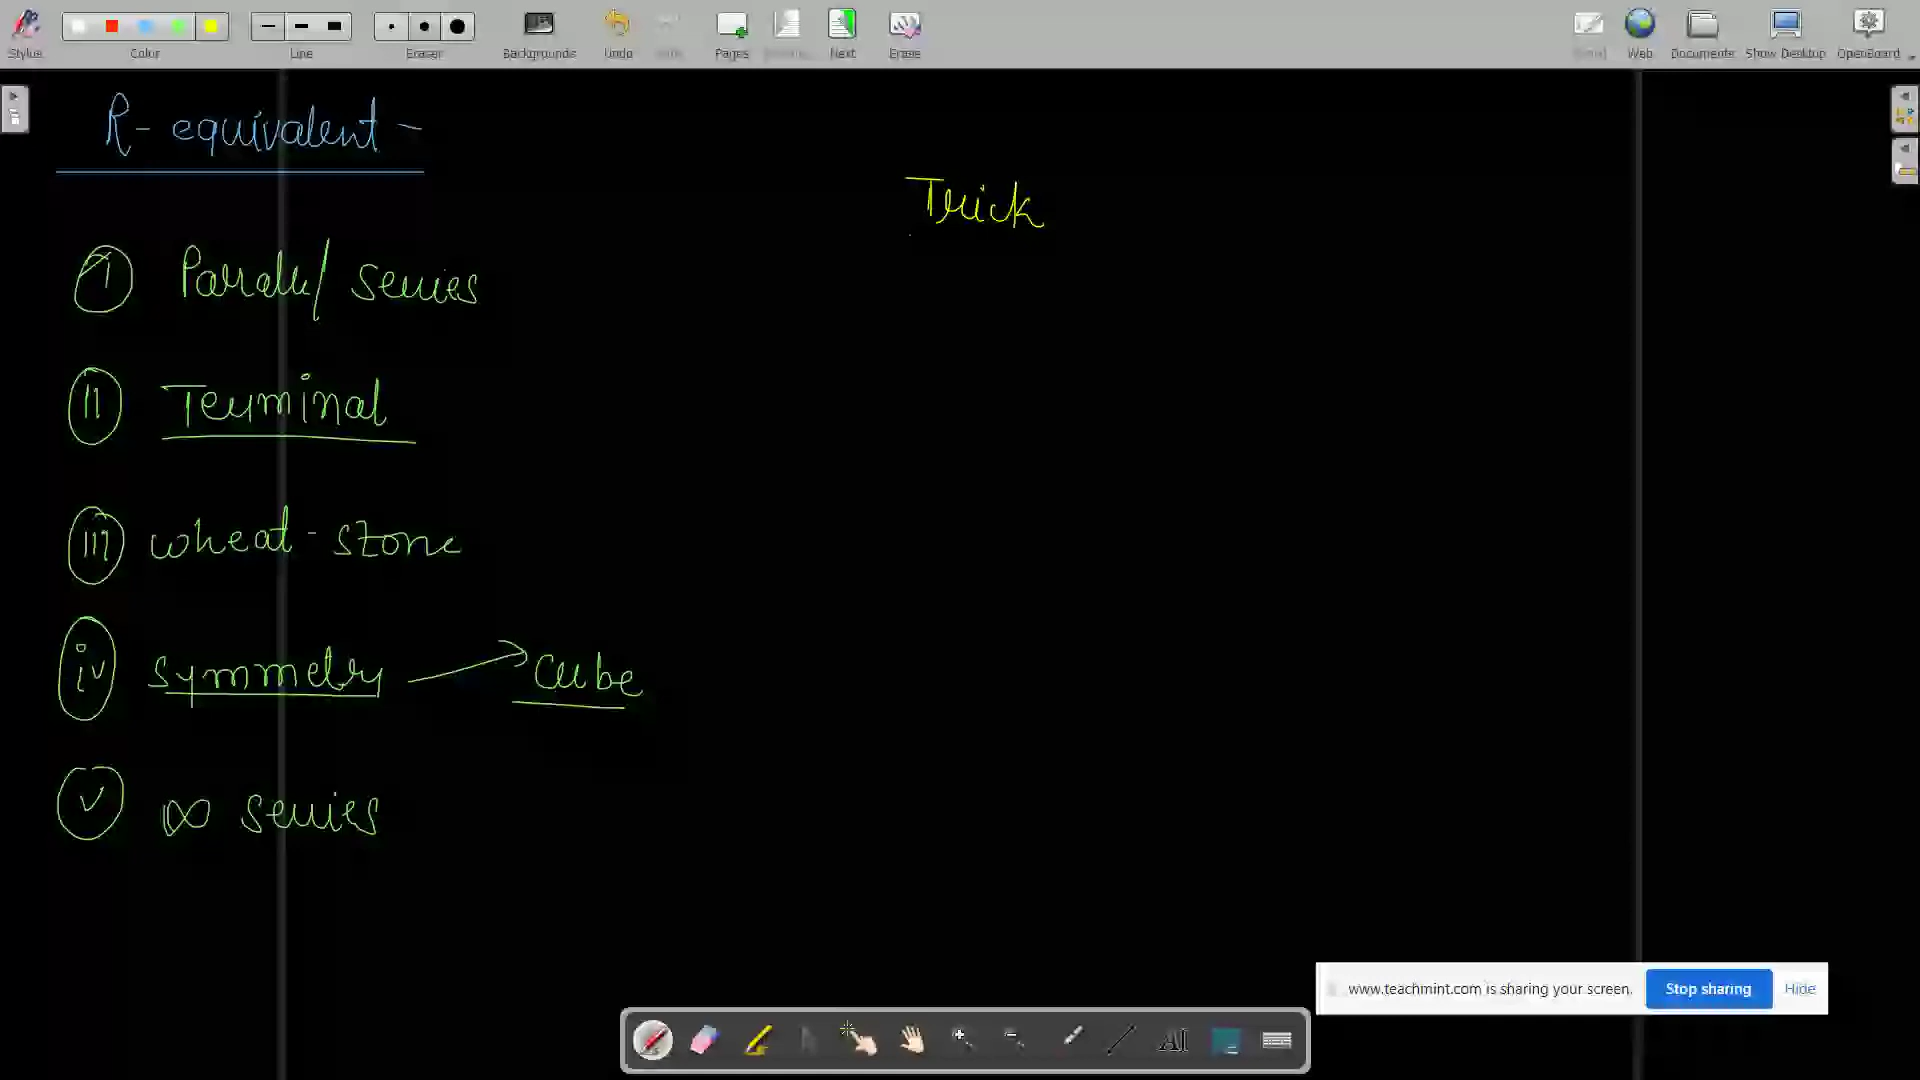 Stylus
Color
Line
Eraser
Backgrounds
Undo
Pages
Next
Erase
Web
Documents
Show Desktop
OpenBoard
R- equivalent -
Trick
I Parallel/series
II Terminal
III wheat-stone
iv symmetry → cube
v ∞ series
www.teachmint.com is sharing your screen.
Stop sharing
Hide
AI